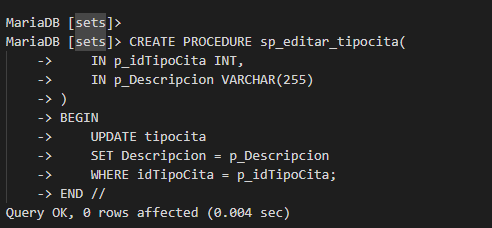 MariaDB [sets]>
MariaDB [sets]> CREATE PROCEDURE sp_editar_tipocita(
    ->     IN p_idTipoCita INT,
    ->     IN p_Descripcion VARCHAR(255)
    -> )
    -> BEGIN
    ->     UPDATE tipocita
    ->     SET Descripcion = p_Descripcion
    ->     WHERE idTipoCita = p_idTipoCita;
    -> END //
Query OK, 0 rows affected (0.004 sec)